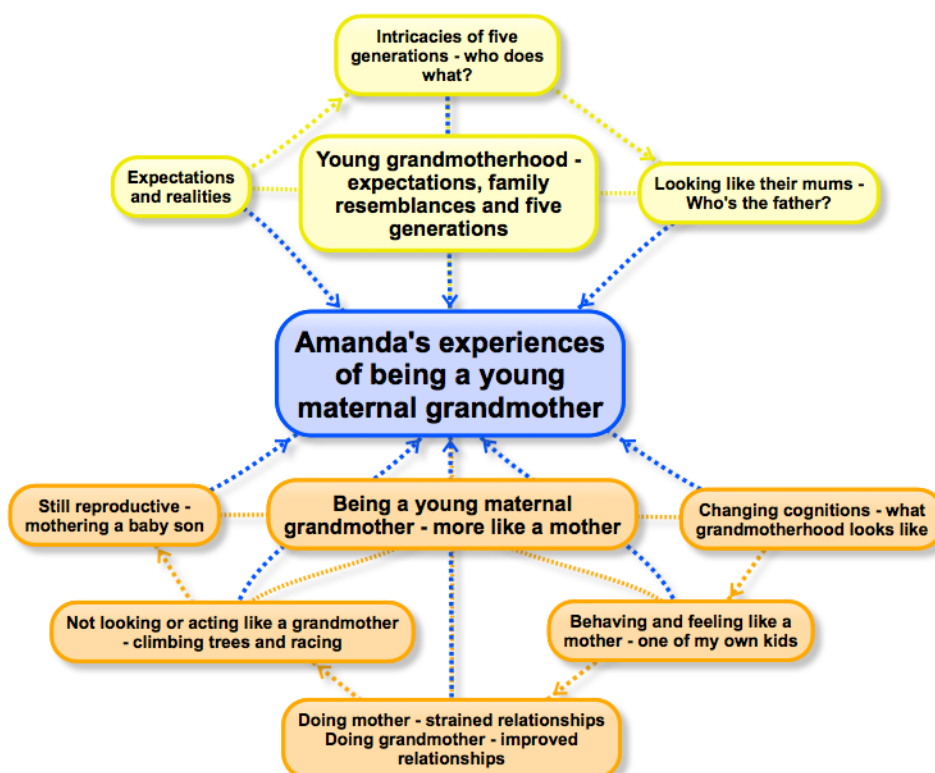 Intricacies of five
generations - who does
what?
Expectations
and realities
Young grandmotherhood -
expectations, family
resemblances and five
generations
Looking like their mums -
Who's the father?
Amanda's experiences
of being a young
maternal grandmother
Still reproductive -
mothering a baby son
Being a young maternal
grandmother - more like a mother
Changing cognitions - what
grandmotherhood looks like
Not looking or acting like a grandmother
- climbing trees and racing
Behaving and feeling like a
mother - one of my own kids
Doing mother - strained relationships
Doing grandmother - improved
relationships